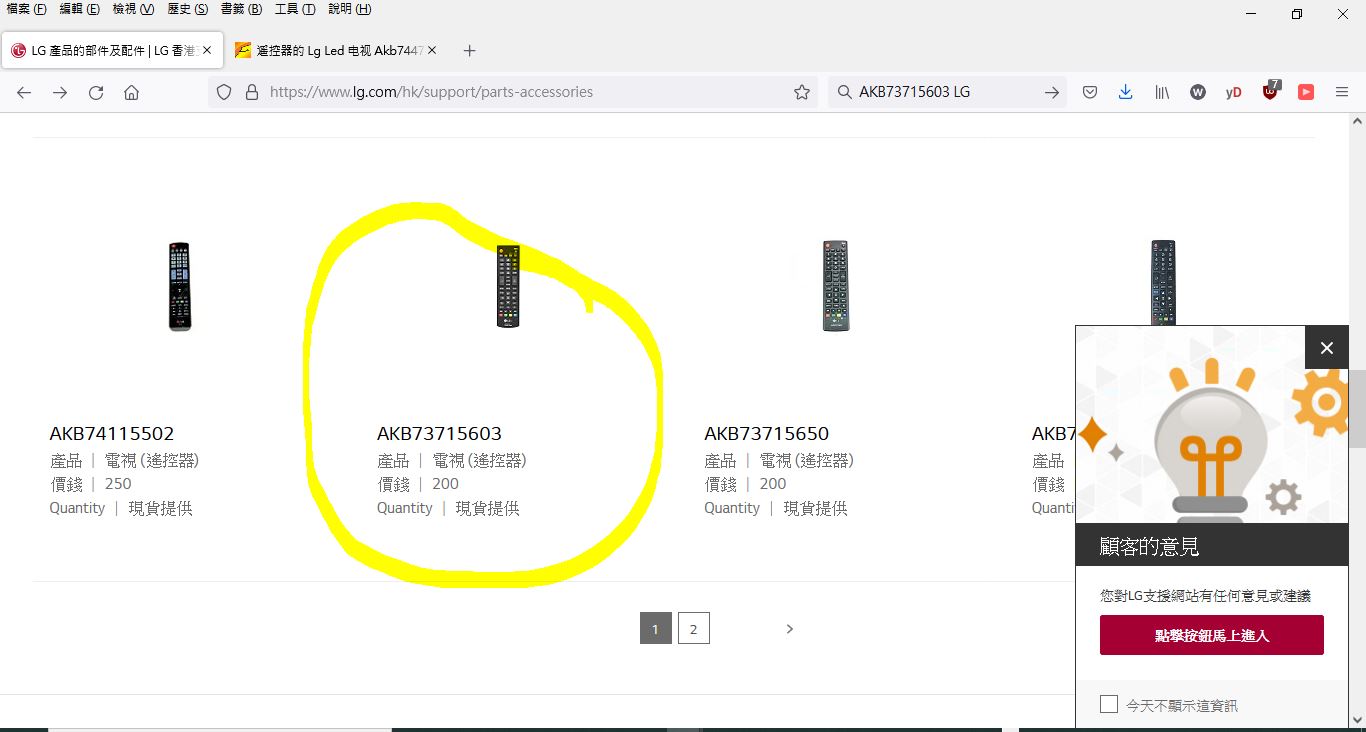 檔案 (F) 編輯 (E) 檢視 (V) 歷史 (S) 書籤 (B) 工具 (T) 說明 (H)
LG 產品的部件及配件 | LG 香港
遙控器的 Lg Led 电视 Akb7447
https://www.lg.com/hk/support/parts-accessories
AKB73715603 LG
W
yD
7
AKB74115502
產品 | 電視 (遙控器)
價錢 | 250
Quantity | 現貨提供
AKB73715603
產品 | 電視 (遙控器)
價錢 | 200
Quantity | 現貨提供
AKB73715650
產品 | 電視 (遙控器)
價錢 | 200
Quantity | 現貨提供
AKB7
產品
價錢
Quanti
1 2
顧客的意見
您對LG支援網站有任何意見或建議
點撃按鈕馬上進入
今天不顯示這資訊